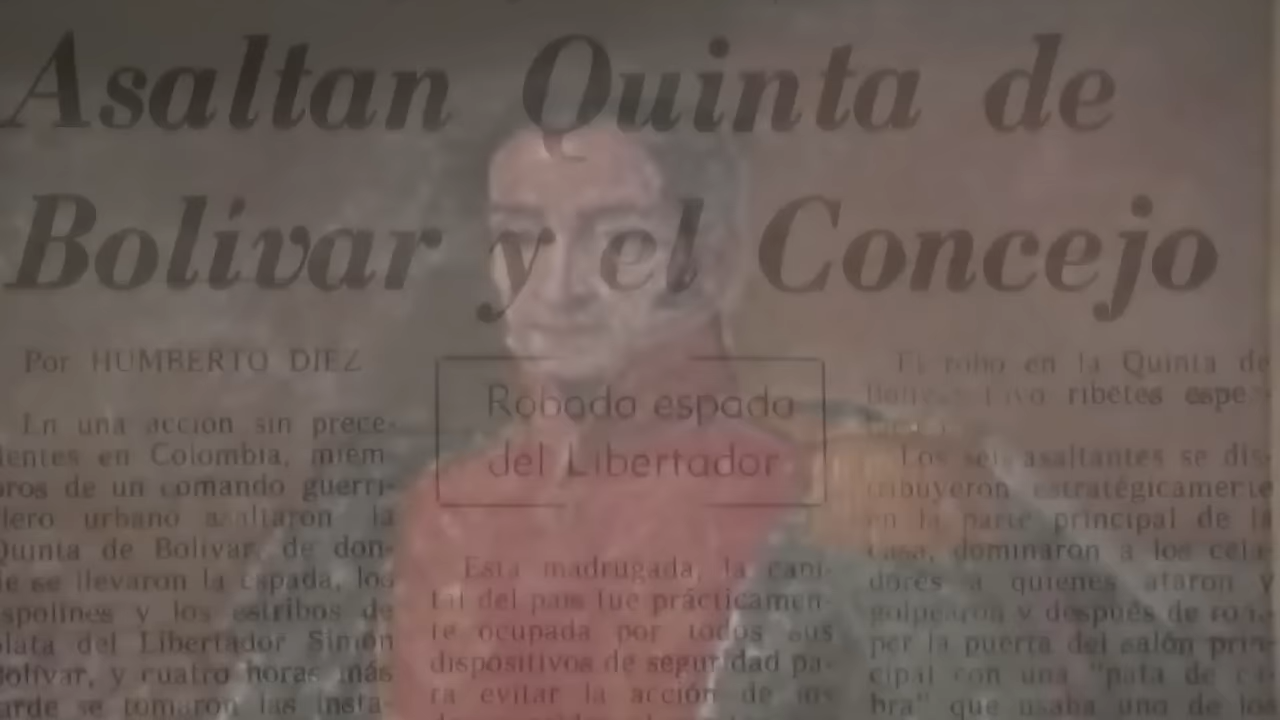 Asaltan Quinta de
Bolívar y el Concejo
Por HUMBERTO DIEZ
En una acción sin prece-
dentes en Colombia, miem-
bros de un comando guerri-
llero urbano asaltaron la
Quinta de Bolívar, de don-
de se llevaron la espada, los
espolines y los estribos de
plata del Libertador Simón
Bolívar, y cuatro horas más
tarde se tomaron las insta-
Robada espada
del Libertador
Esta madrugada, la capi-
tal del país fue prácticamen-
te ocupada por todos sus
dispositivos de seguridad pa-
ra evitar la acción de
El robo en la Quinta de
Bolívar tuvo ribetes espe-
Los seis asaltantes se dis-
tribuyeron estratégicamente
en la parte principal de la
casa, dominaron a los cela-
dores a quienes ataron y
golpearon y después de rom-
per la puerta del salón prin-
cipal con una "pata de ca-
bra" que usaba uno de los